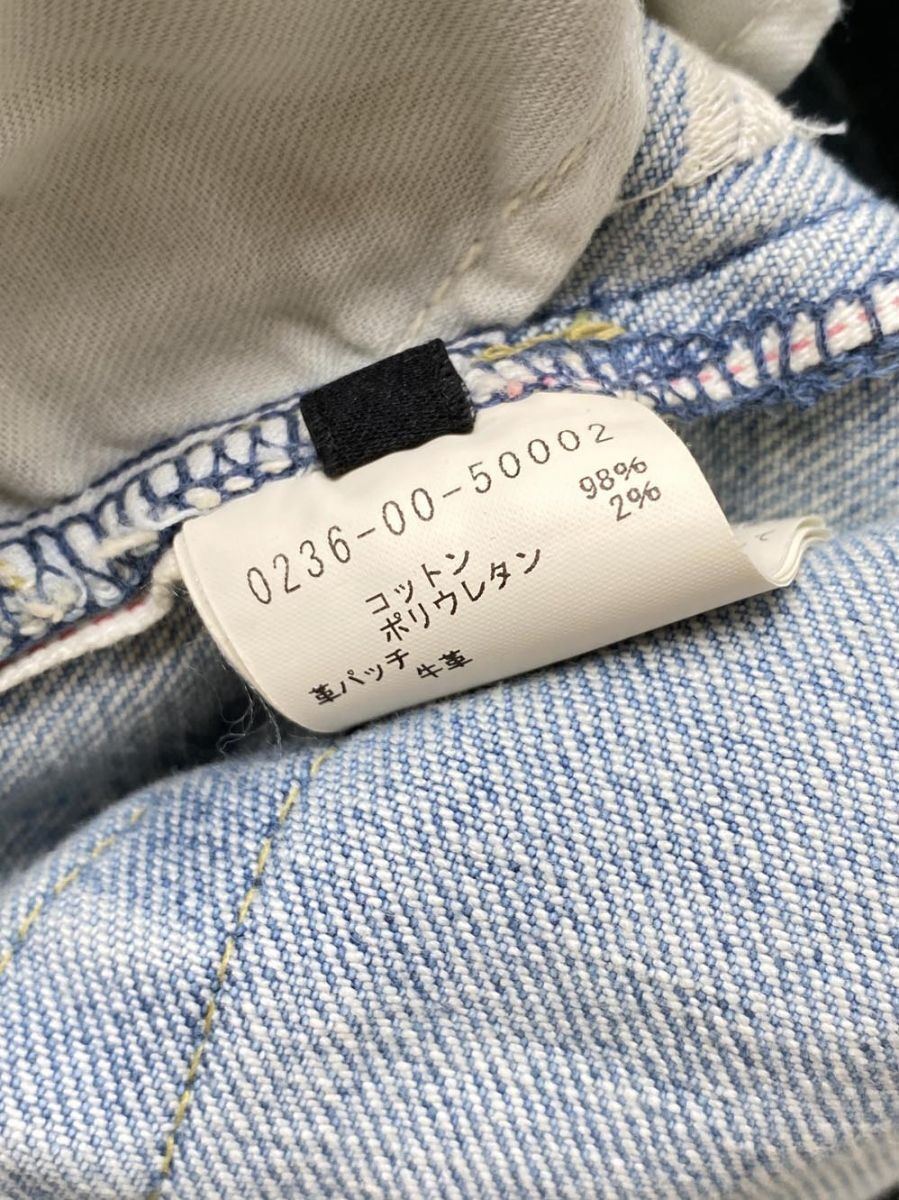 0236-00-50002
コットン 98%
ポリウレタン 2%
革パッチ
牛革